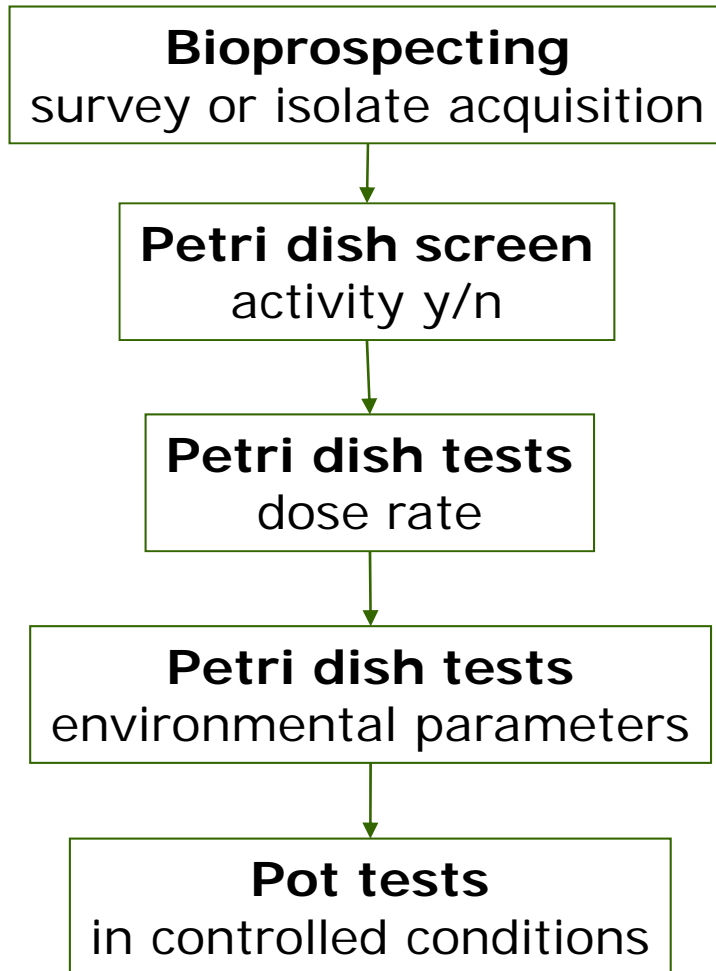 Bioprospecting
survey or isolate acquisition
Petri dish screen
activity y/n
Petri dish tests
dose rate
Petri dish tests
environmental parameters
Pot tests
in controlled conditions